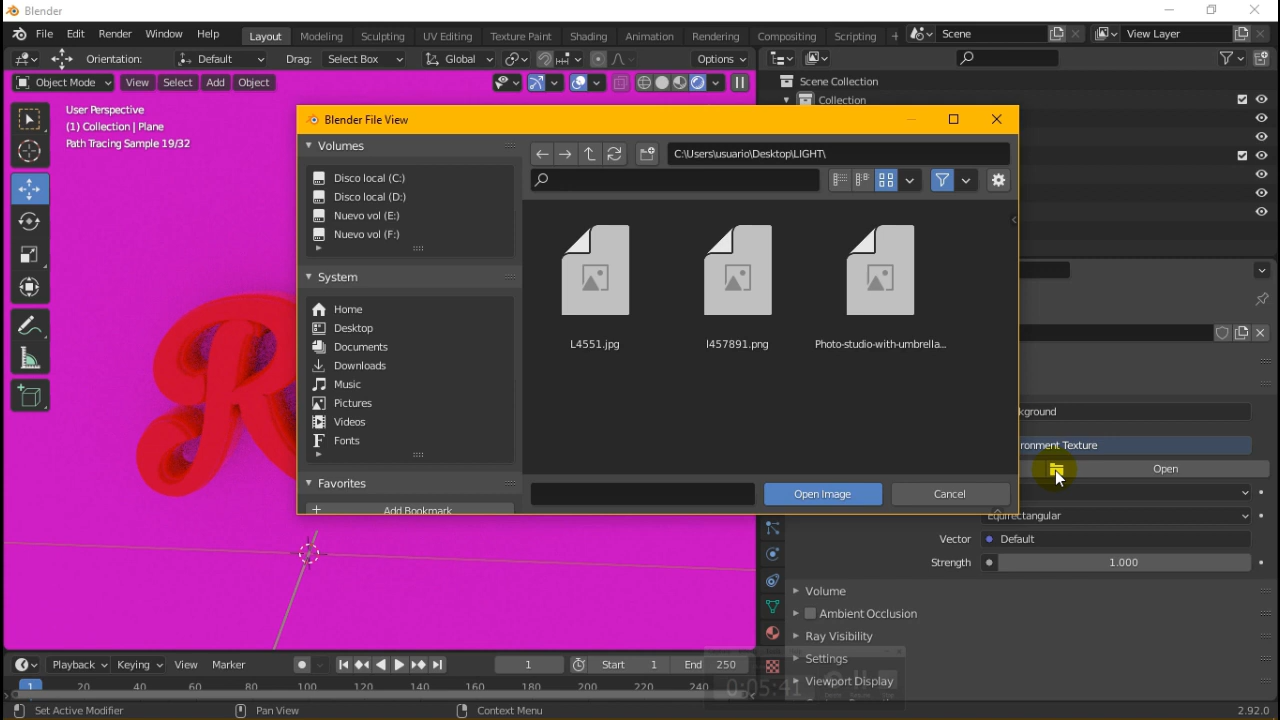 Blender
File Edit Render Window Help Layout Modeling Sculpting UV Editing Texture Paint Shading Animation Rendering Compositing Scripting + Scene View Layer
Orientation: Default Drag: Select Box Global Options
Object Mode View Select Add Object
User Perspective
(1) Collection | Plane
Path Tracing Sample 19/32
Scene Collection
Collection
Blender File View
Volumes
Disco local (C:)
Disco local (D:)
Nuevo vol (E:)
Nuevo vol (F:)
System
Home
Desktop
Documents
Downloads
Music
Pictures
Videos
Fonts
Favorites
Add Bookmark
C:\Users\usuario\Desktop\LIGHT\
L4551.jpg
l457891.png
Photo-studio-with-umbrella...
Open Image Cancel
kground
ronment Texture
Open
Equirectangular
Vector Default
Strength 1.000
Volume
Ambient Occlusion
Ray Visibility
Settings
Viewport Display
Playback Keying View Marker 1 Start 1 End 250
1 20 40 60 80 100 120 140 160 180 200 220 240
0:05:41
Set Active Modifier Pan View Context Menu 2.92.0